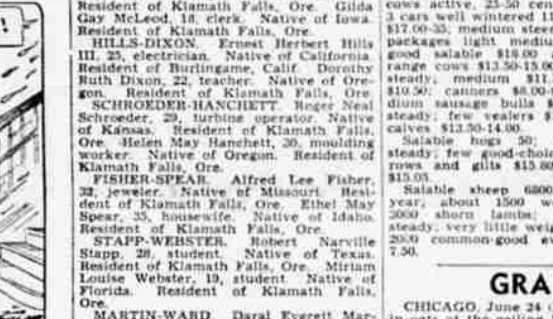 Resident of Klamath Falls, Ore. Gilda
Gay McLeod, 18, clerk. Native of Iowa.
Resident of Klamath Falls, Ore.
HILLS-DIXON. Ernest Herbert Hills
III, 25, electrician. Native of California.
Resident of Burlingame, Calif. Dorothy
Ruth Dixon, 22, teacher. Native of Ore-
gon. Resident of Klamath Falls, Ore.
SCHROEDER-HANCHETT. Roger Neal
Schroeder, 29, turbine operator. Native
of Kansas. Resident of Klamath Falls,
Ore. Helen May Hanchett, 30, moulding
worker. Native of Oregon. Resident of
Klamath Falls, Ore.
FISHER-SPEAR. Alfred Lee Fisher,
32, jeweler. Native of Missouri. Resi-
dent of Klamath Falls, Ore. Ethel May
Spear, 35, housewife. Native of Idaho.
Resident of Klamath Falls, Ore.
STAPP-WEBSTER. Robert Narville
Stapp, 28, student. Native of Texas.
Resident of Klamath Falls, Ore. Miriam
Louise Webster, 19, student. Native of
Florida. Resident of Klamath Falls,
Ore.
MARTIN-WARD. Daral Everett Mar-
cows active, 25-50 cen
3 cars well wintered li
$17.00-35; medium steer
packages light mediu
good salable $18.00
range cows $13.50-15.00
steady, medium $11.
$10.50; canners $8.00-
dium sausage bulls
steady; few vealers $
calves $13.50-14.00.
Salable hogs 50;
steady; few good-choic
rows and gilts $15.80
$15.05.
Salable sheep 6800
year, about 1500 w
3000 shorn lambs;
steady; very little weig
2000 common-good e
7.50.
GRA
CHICAGO, June 24